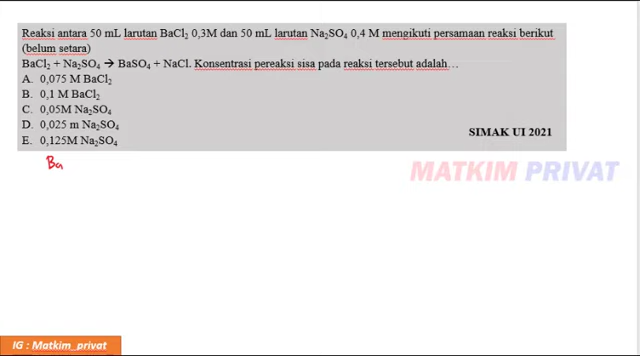 Reaksi antara 50 mL larutan BaCl₂ 0,3M dan 50 mL larutan Na₂SO₄ 0,4 M mengikuti persamaan reaksi berikut
(belum setara)
BaCl₂ + Na₂SO₄ → BaSO₄ + NaCl. Konsentrasi pereaksi sisa pada reaksi tersebut adalah…
A. 0,075 M BaCl₂
B. 0,1 M BaCl₂
C. 0,05M Na₂SO₄
D. 0,025 m Na₂SO₄
E. 0,125M Na₂SO₄
SIMAK UI 2021
Ba
MATKIM PRIVAT
IG : Matkim_privat